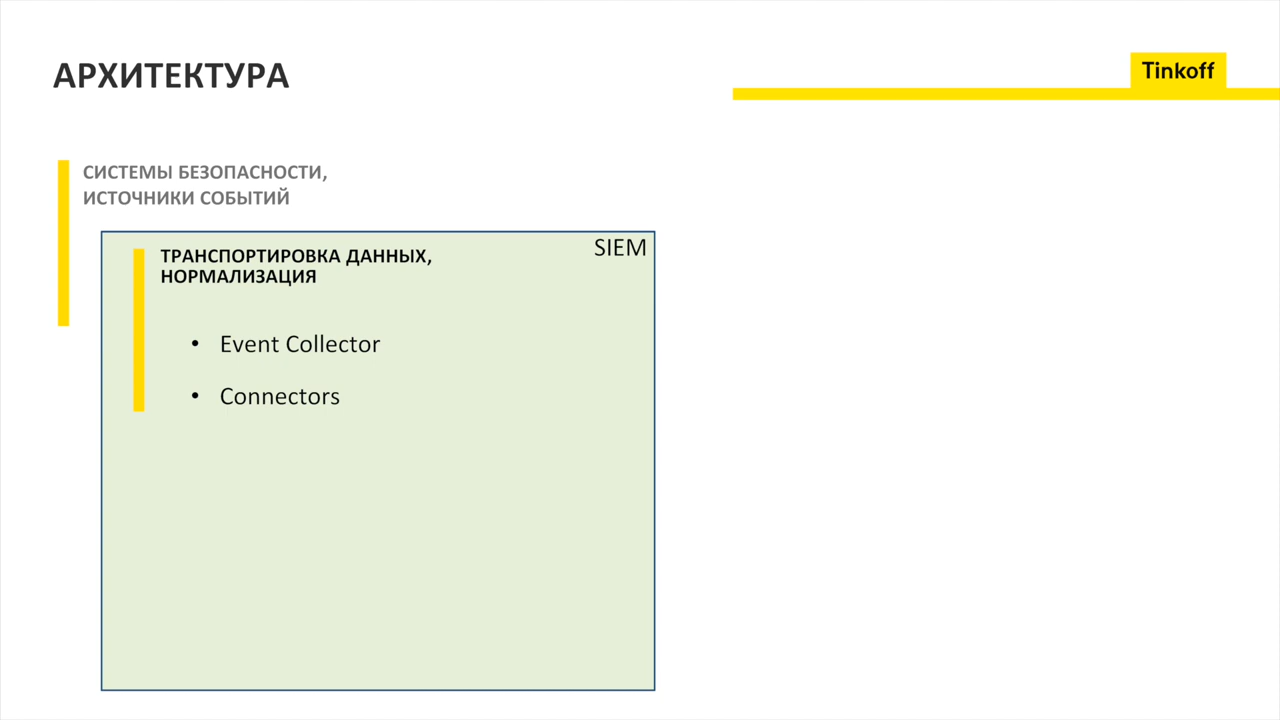 АРХИТЕКТУРА
Tinkoff
СИСТЕМЫ БЕЗОПАСНОСТИ,
ИСТОЧНИКИ СОБЫТИЙ
SIEM
ТРАНСПОРТИРОВКА ДАННЫХ,
НОРМАЛИЗАЦИЯ
• Event Collector
• Connectors